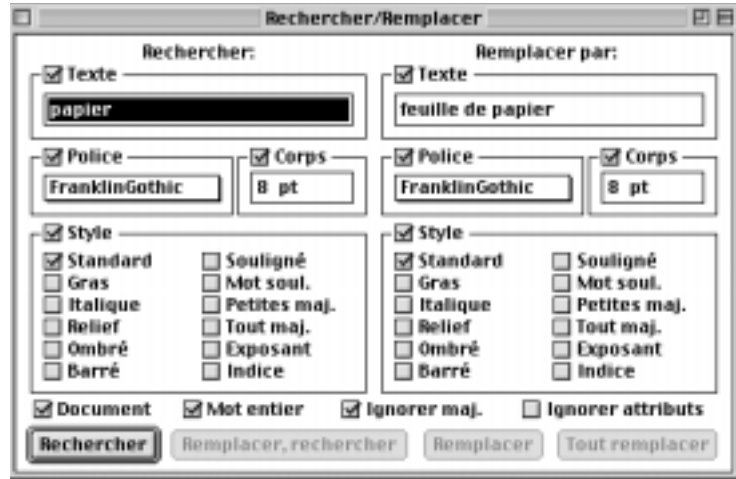 Rechercher/Remplacer
Rechercher: Remplacer par:
Texte Texte
papier feuille de papier
Police Corps Police Corps
FranklinGothic 8 pt FranklinGothic 8 pt
Style Style
Standard Souligné Standard Souligné
Gras Mot soul. Gras Mot soul.
Italique Petites maj. Italique Petites maj.
Relief Tout maj. Relief Tout maj.
Ombré Exposant Ombré Exposant
Barré Indice Barré Indice
Document Mot entier Ignorer maj. Ignorer attributs
Rechercher Remplacer, rechercher Remplacer Tout remplacer